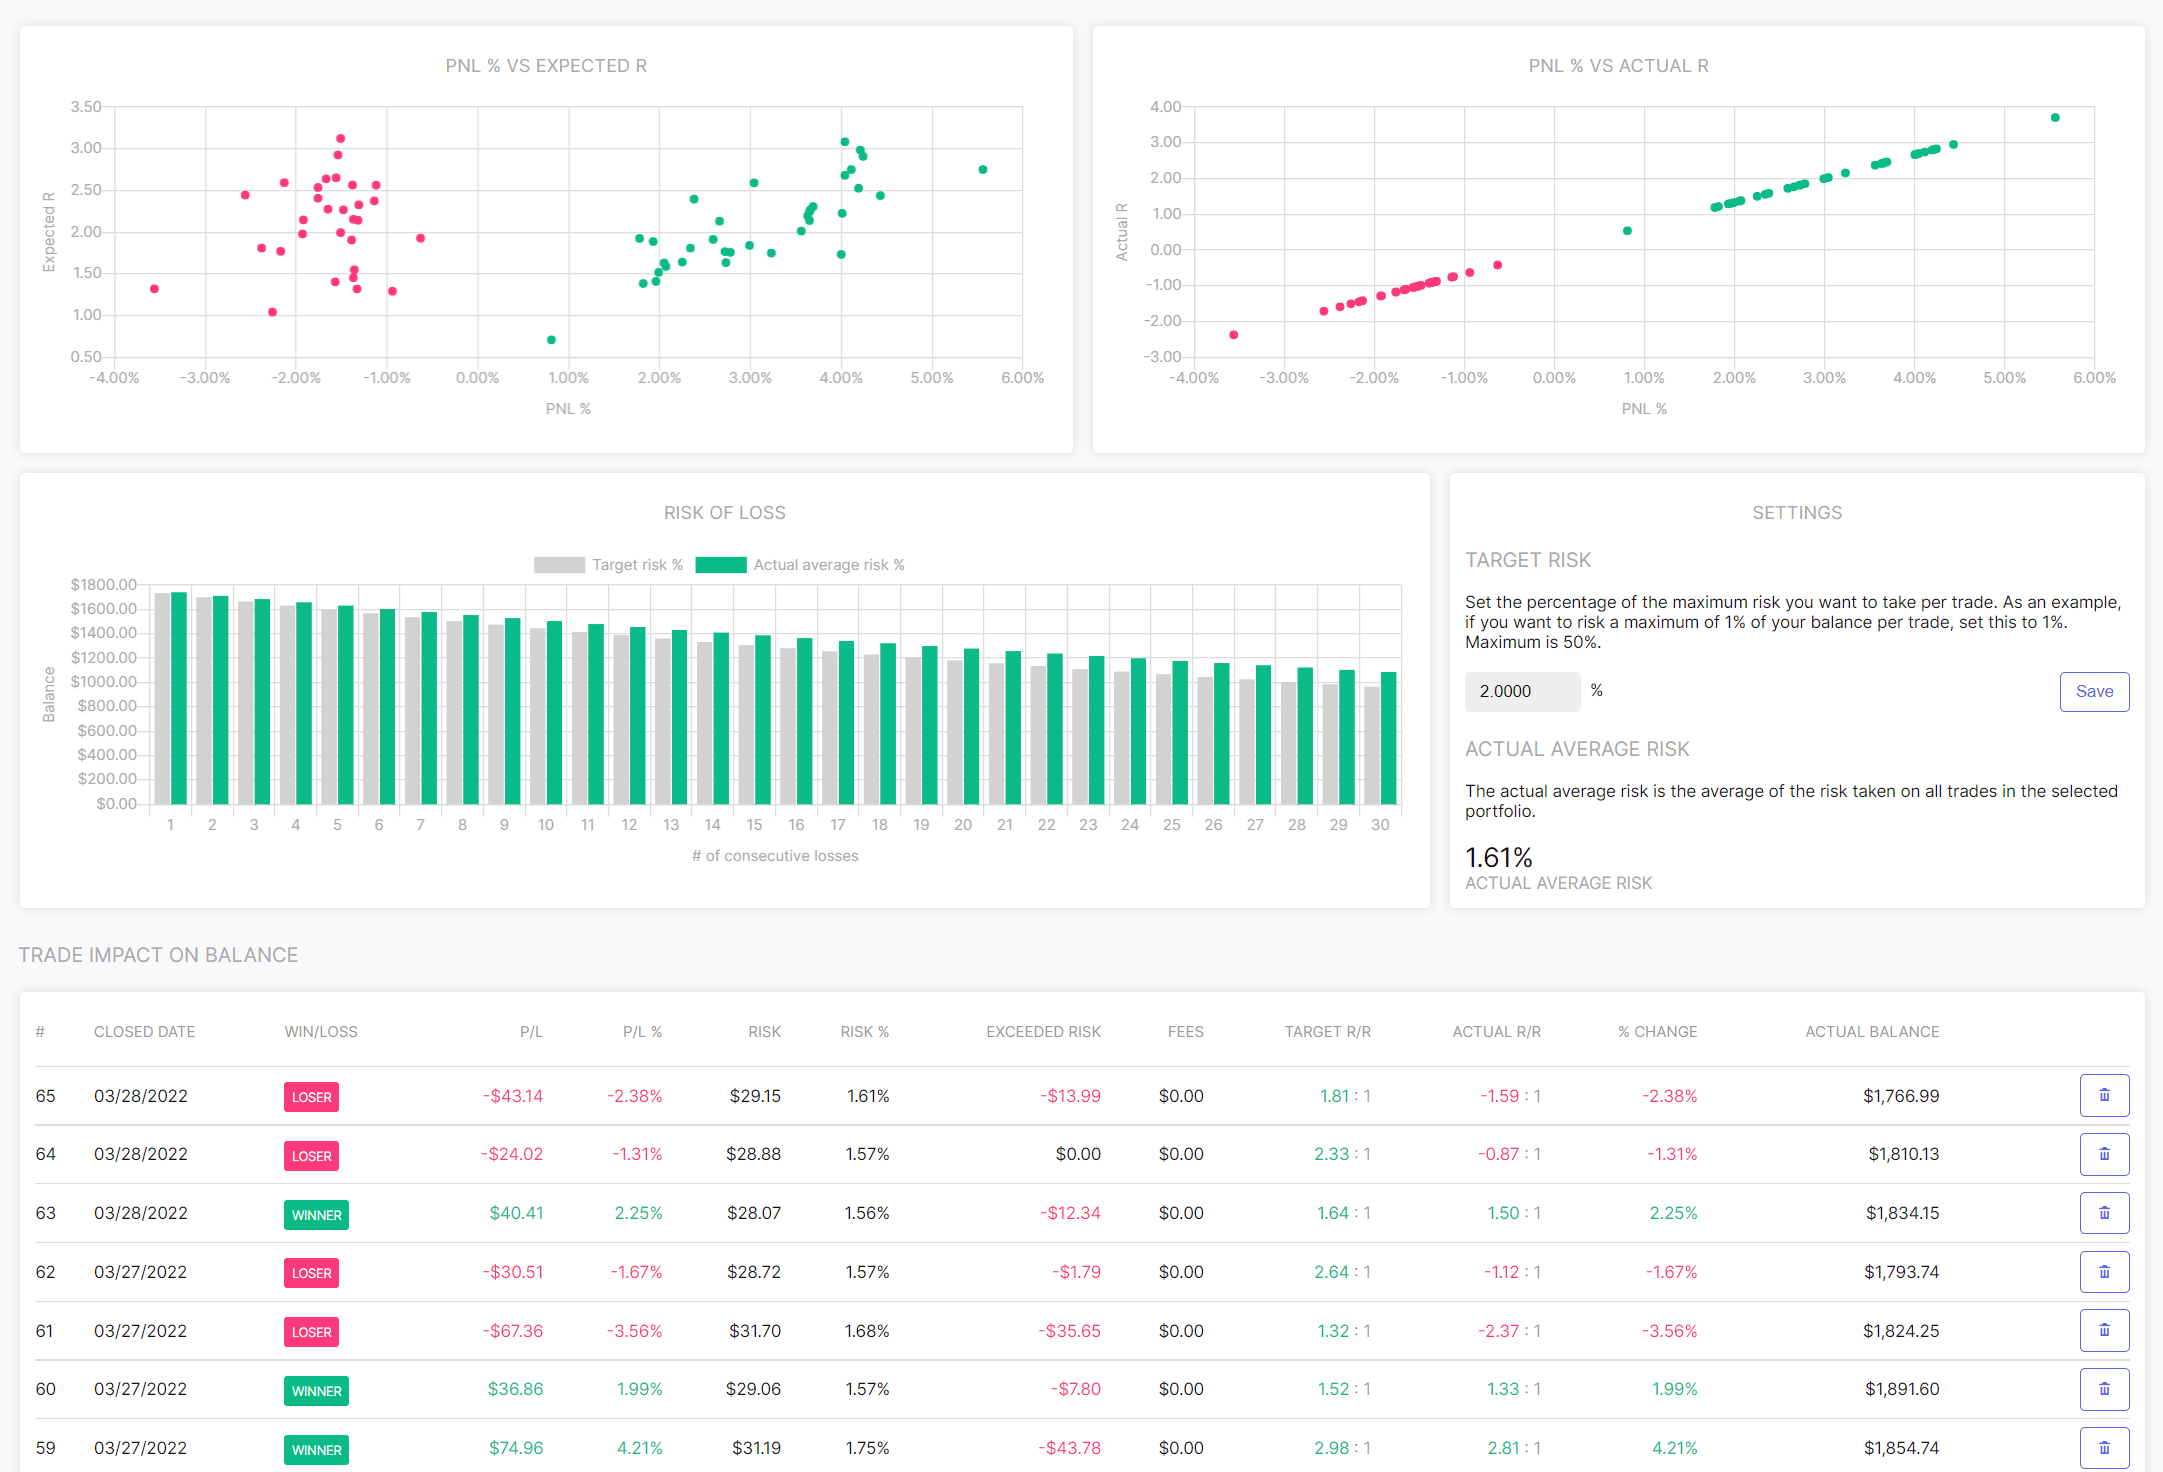 PNL % VS EXPECTED R
3.50
3.00
2.50
2.00
1.50
1.00
0.50
Expected R
-4.00% -3.00% -2.00% -1.00% 0.00% 1.00% 2.00% 3.00% 4.00% 5.00% 6.00%
PNL %
PNL % VS ACTUAL R
4.00
3.00
2.00
1.00
0.00
-1.00
-2.00
-3.00
Actual R
-4.00% -3.00% -2.00% -1.00% 0.00% 1.00% 2.00% 3.00% 4.00% 5.00% 6.00%
PNL %
RISK OF LOSS
Target risk % Actual average risk %
$1800.00
$1600.00
$1400.00
$1200.00
$1000.00
$800.00
$600.00
$400.00
$200.00
$0.00
Balance
1 2 3 4 5 6 7 8 9 10 11 12 13 14 15 16 17 18 19 20 21 22 23 24 25 26 27 28 29 30
# of consecutive losses
SETTINGS
TARGET RISK
Set the percentage of the maximum risk you want to take per trade. As an example,
if you want to risk a maximum of 1% of your balance per trade, set this to 1%.
Maximum is 50%.
2.0000 % Save
ACTUAL AVERAGE RISK
The actual average risk is the average of the risk taken on all trades in the selected
portfolio.
1.61%
ACTUAL AVERAGE RISK
TRADE IMPACT ON BALANCE
# CLOSED DATE WIN/LOSS P/L P/L % RISK RISK % EXCEEDED RISK FEES TARGET R/R ACTUAL R/R % CHANGE ACTUAL BALANCE
65 03/28/2022 LOSER -$43.14 -2.38% $29.15 1.61% -$13.99 $0.00 1.81 : 1 -1.59 : 1 -2.38% $1,766.99
64 03/28/2022 LOSER -$24.02 -1.31% $28.88 1.57% $0.00 $0.00 2.33 : 1 -0.87 : 1 -1.31% $1,810.13
63 03/28/2022 WINNER $40.41 2.25% $28.07 1.56% -$12.34 $0.00 1.64 : 1 1.50 : 1 2.25% $1,834.15
62 03/27/2022 LOSER -$30.51 -1.67% $28.72 1.57% -$1.79 $0.00 2.64 : 1 -1.12 : 1 -1.67% $1,793.74
61 03/27/2022 LOSER -$67.36 -3.56% $31.70 1.68% -$35.65 $0.00 1.32 : 1 -2.37 : 1 -3.56% $1,824.25
60 03/27/2022 WINNER $36.86 1.99% $29.06 1.57% -$7.80 $0.00 1.52 : 1 1.33 : 1 1.99% $1,891.60
59 03/27/2022 WINNER $74.96 4.21% $31.19 1.75% -$43.78 $0.00 2.98 : 1 2.81 : 1 4.21% $1,854.74